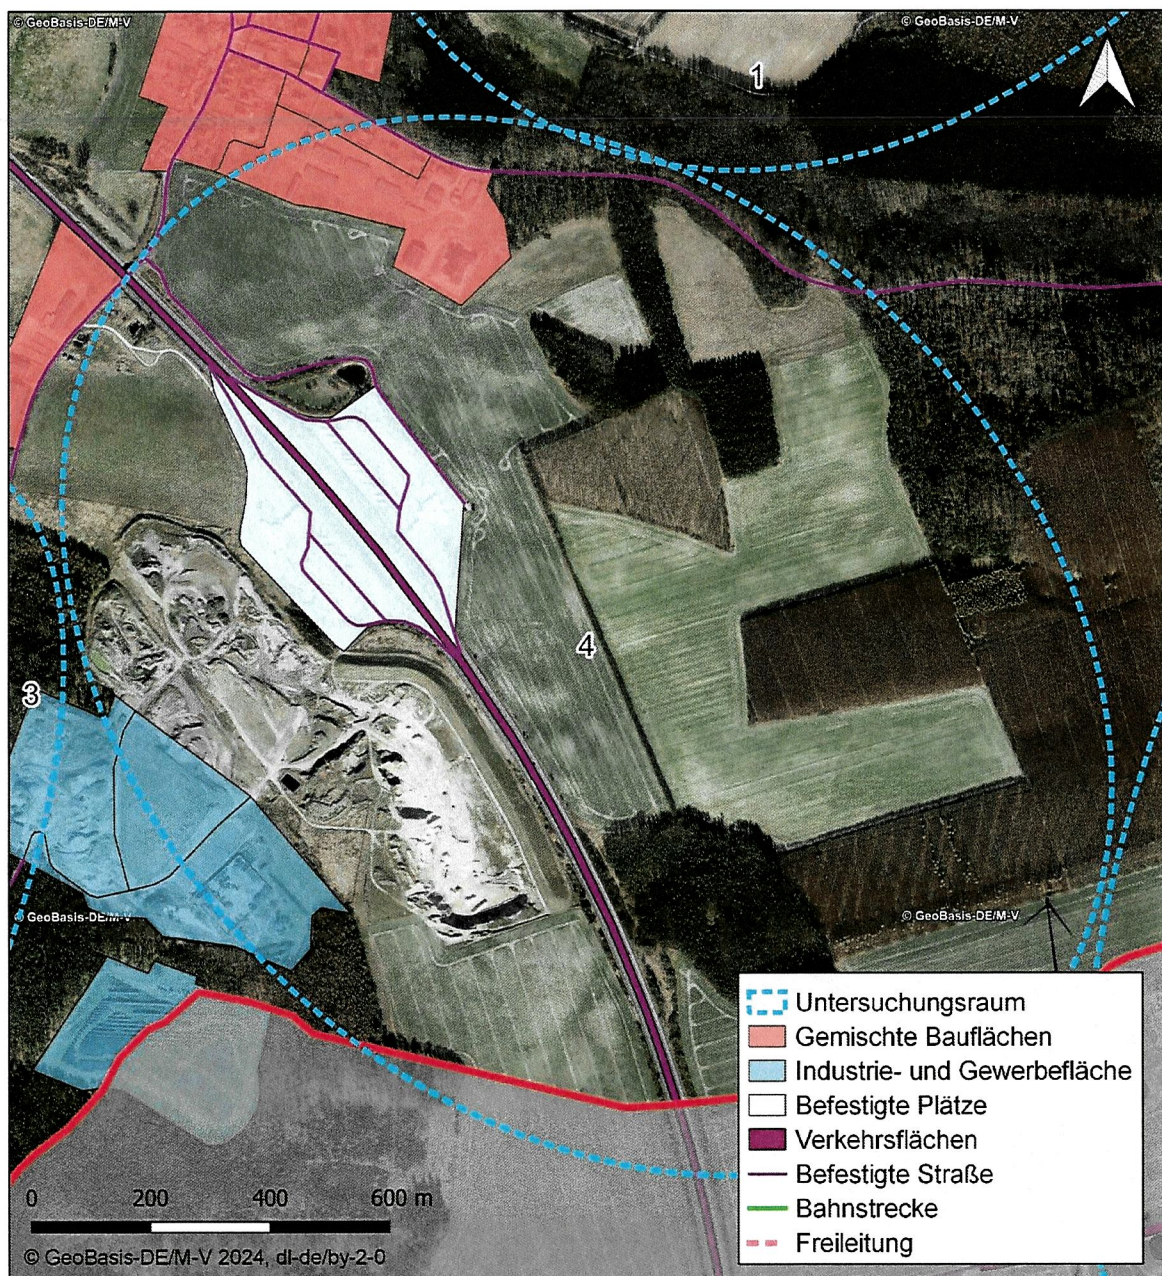 © GeoBasis-DE/M-V
© GeoBasis-DE/M-V
1
4
3
© GeoBasis-DE/M-V
© GeoBasis-DE/M-V
Untersuchungsraum
Gemischte Bauflächen
Industrie- und Gewerbefläche
Befestigte Plätze
Verkehrsflächen
Befestigte Straße
Bahnstrecke
Freileitung
0 200 400 600 m
© GeoBasis-DE/M-V 2024, dl-de/by-2-0